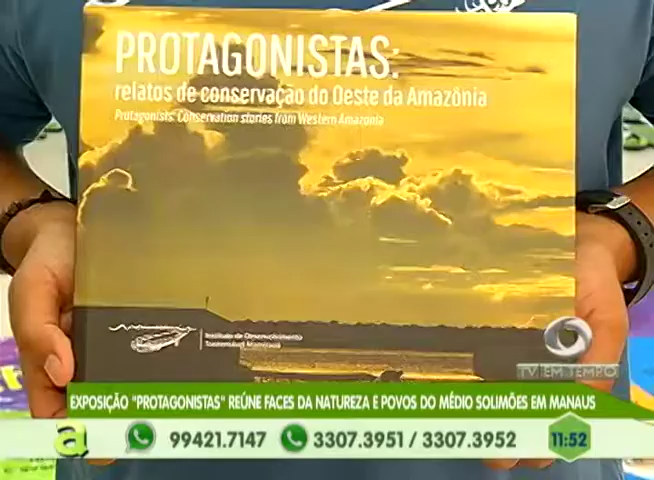 PROTAGONISTAS:
relatos de conservação do Oeste da Amazônia
Protagonists: Conservation stories from Western Amazonia
Instituto de Desenvolvimento
Sustentável Mamirauá
TV EM TEMPO
EXPOSIÇÃO "PROTAGONISTAS" REÚNE FACES DA NATUREZA E POVOS DO MÉDIO SOLIMÕES EM MANAUS
a 99421.7147 3307.3951 / 3307.3952 11:52